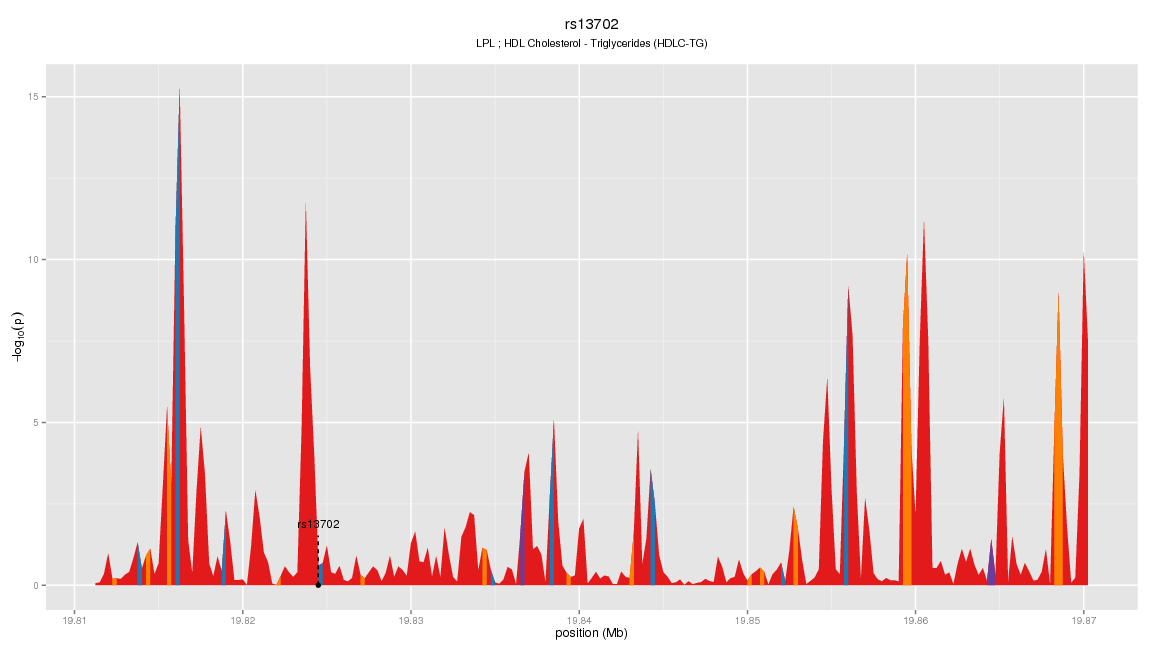 rs13702
LPL ; HDL Cholesterol - Triglycerides (HDLC-TG)
15
10
5
0
−log10(p)
rs13702
19.81 19.82 19.83 19.84 19.85 19.86 19.87
position (Mb)